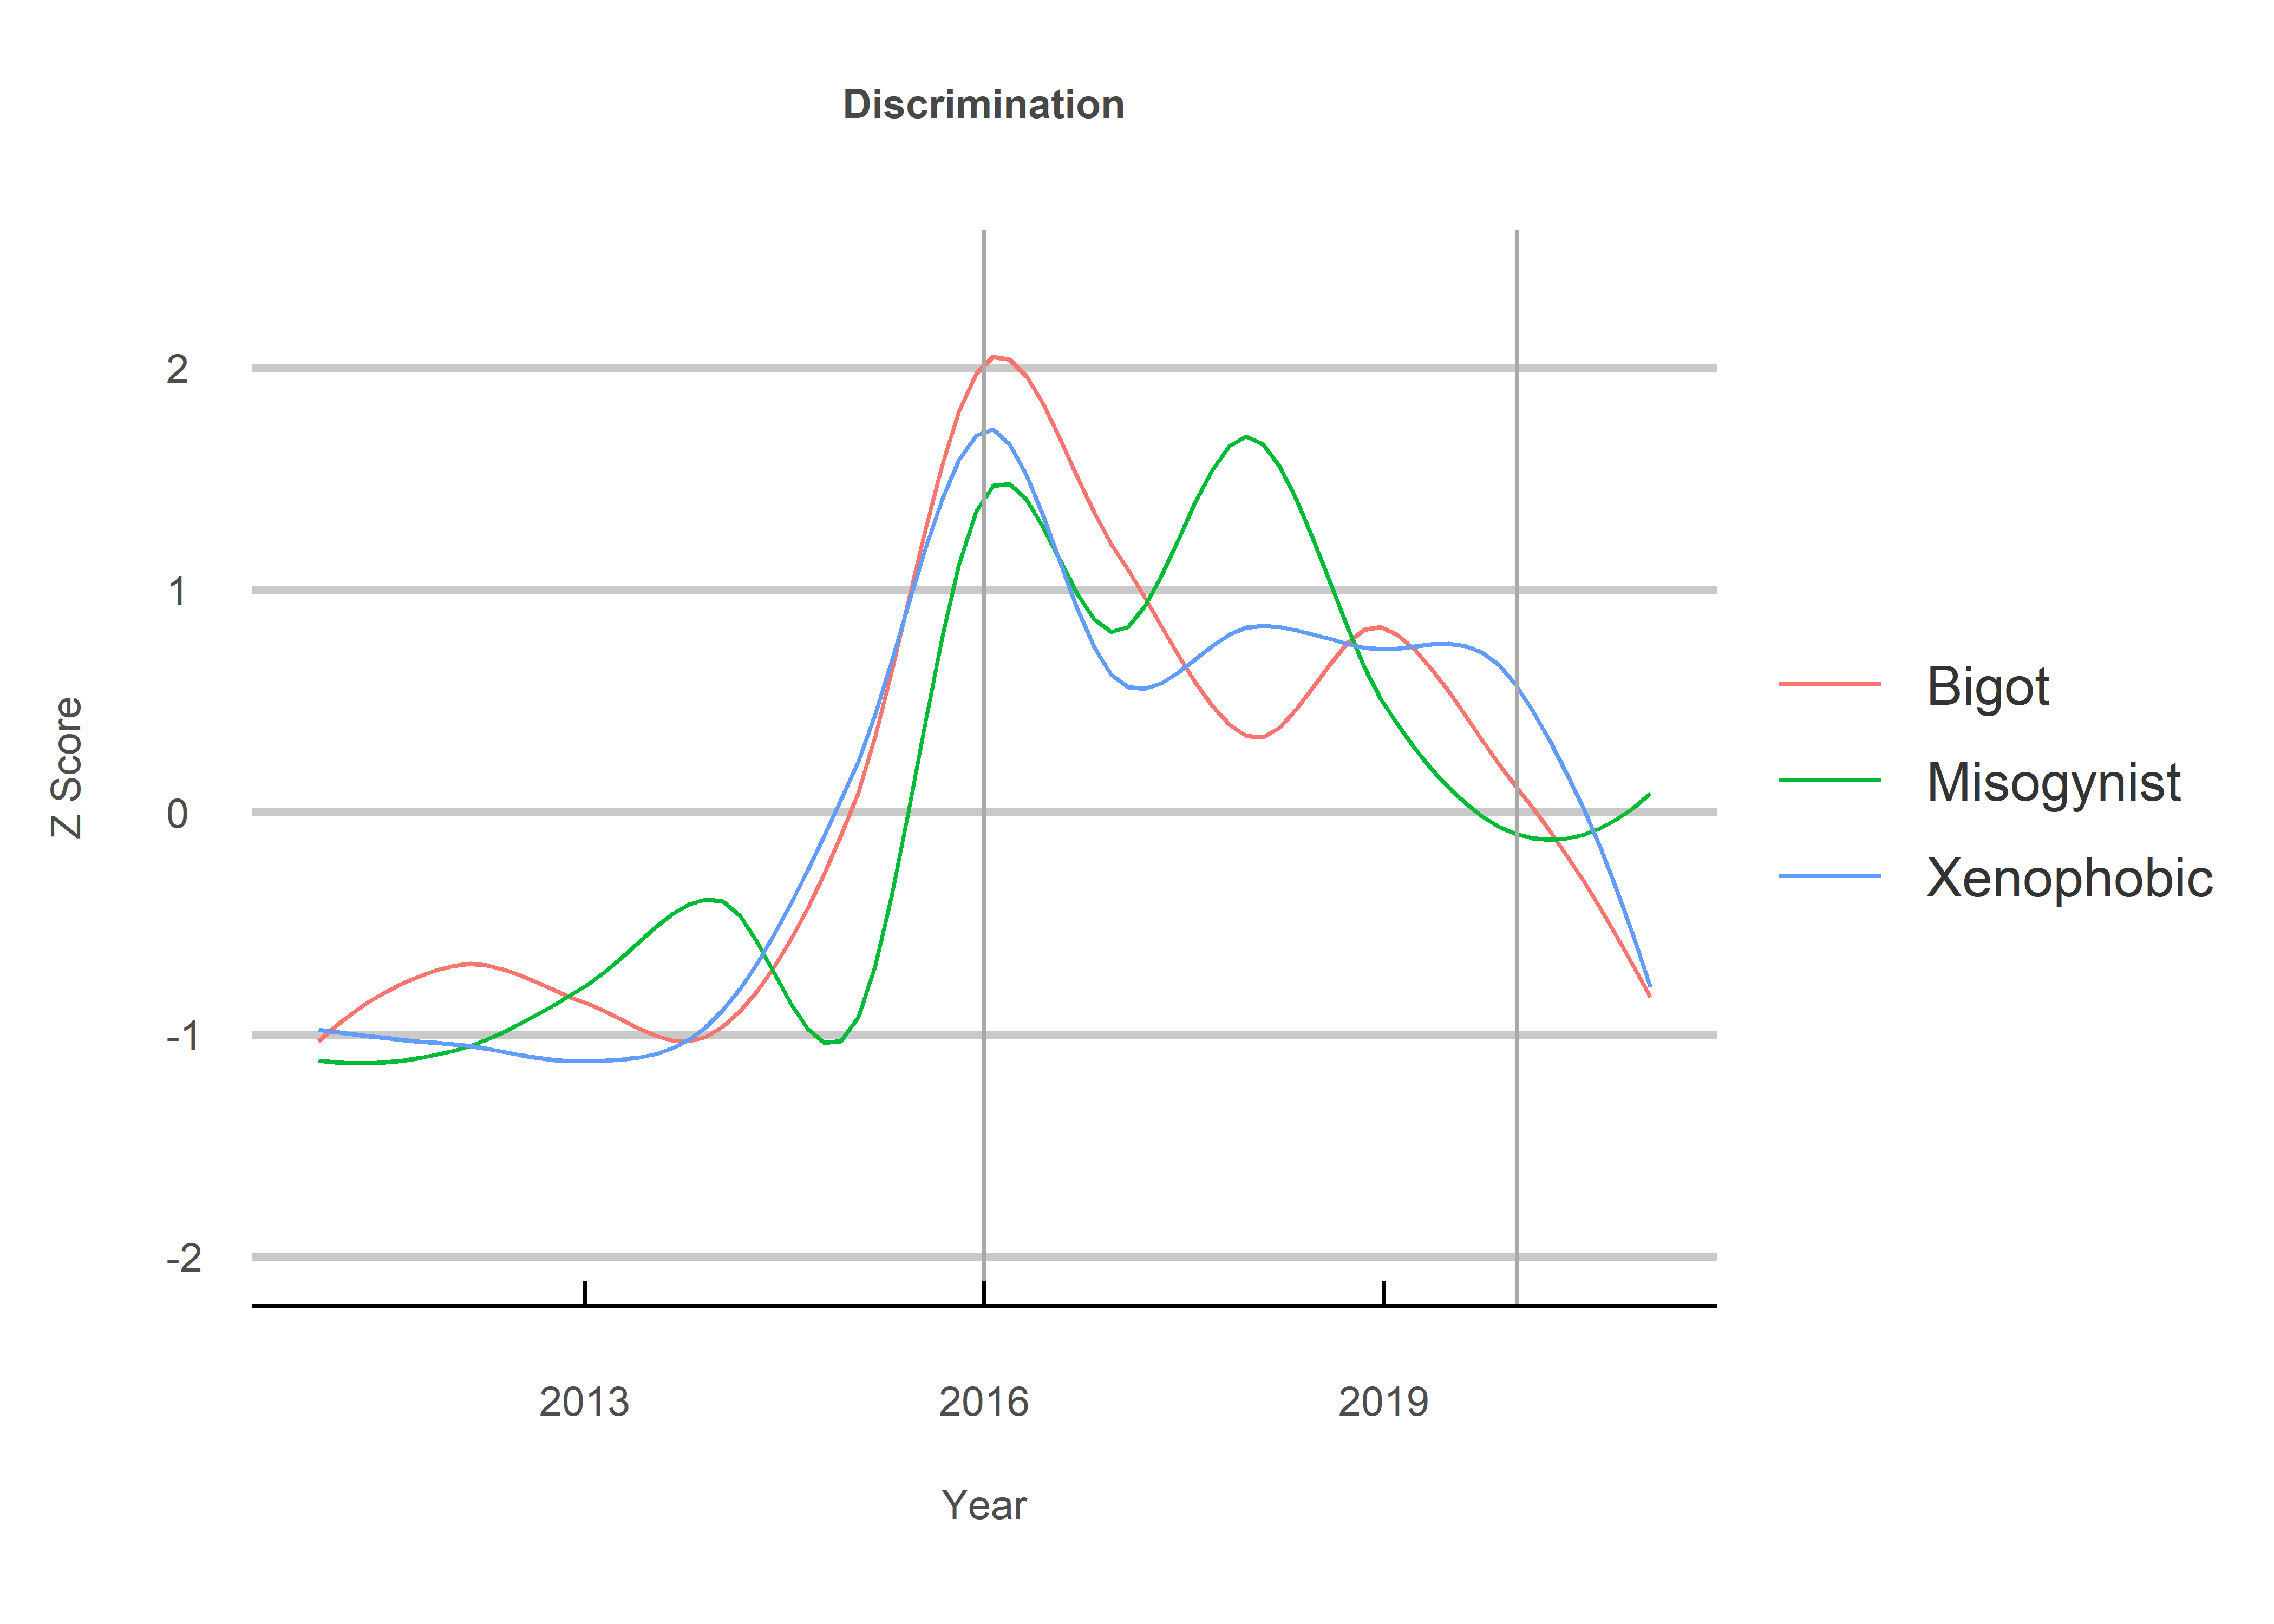 Discrimination
2
1
0
-1
-2
Z Score
2013
2016
2019
Year
Bigot
Misogynist
Xenophobic